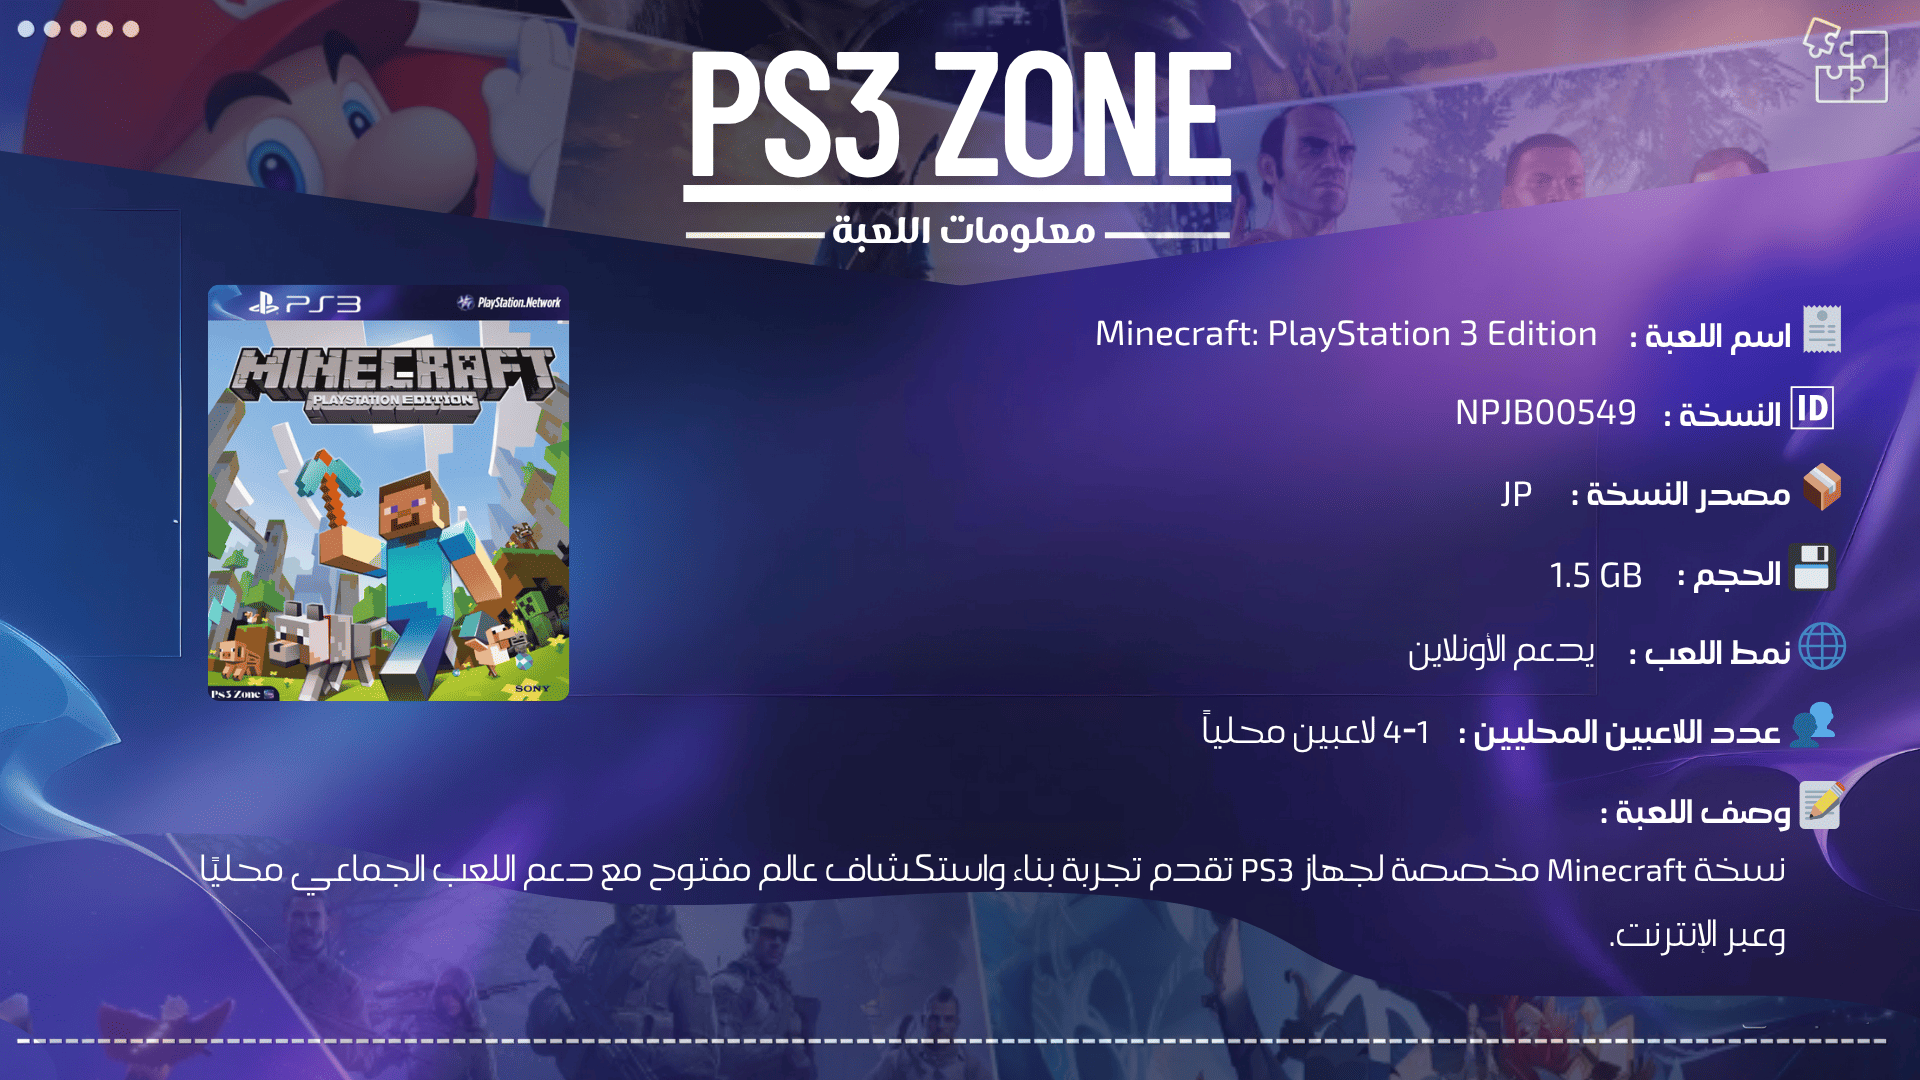 PS3 ZONE
معلومات اللعبة
PS3 PlayStation.Network
MINECRAFT
PLAYSTATION EDITION
SONY
Ps3 Zone
اسم اللعبة : Minecraft: PlayStation 3 Edition
ID النسخة : NPJB00549
مصدر النسخة : JP
الحجم : 1.5 GB
نمط اللعب : يدعم الأونلاين
عدد اللاعبين المحليين : 1-4 لاعبين محلياً
وصف اللعبة :
نسخة Minecraft مخصصة لجهاز PS3 تقدم تجربة بناء واستكشاف عالم مفتوح مع دعم اللعب الجماعي محليًا
وعبر الإنترنت.